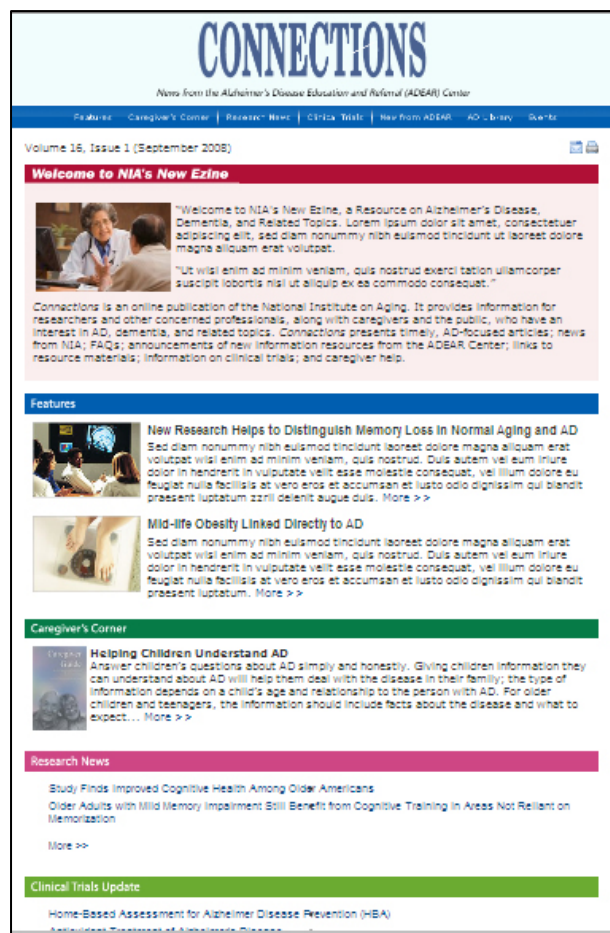 CONNECTIONS
News from the Alzheimer's Disease Education and Referral (ADEAR) Center
Features Caregiver's Corner Research News Clinical Trials New from ADEAR AD Library Events
Volume 16, Issue 1 (September 2008)
Welcome to NIA's New Ezine
"Welcome to NIA's New Ezine, a Resource on Alzheimer's Disease,
Dementia, and Related Topics. Lorem ipsum dolor sit amet, consectetuer
adipiscing elit, sed diam nonummy nibh euismod tincidunt ut laoreet dolore
magna aliquam erat volutpat.
"Ut wisi enim ad minim veniam, quis nostrud exerci tation ullamcorper
suscipit lobortis nisl ut aliquip ex ea commodo consequat."
Connections is an online publication of the National Institute on Aging. It provides information for
researchers and other concerned professionals, along with caregivers and the public, who have an
interest in AD, dementia, and related topics. Connections presents timely, AD-focused articles; news
from NIA; FAQs; announcements of new information resources from the ADEAR Center; links to
resource materials; information on clinical trials; and caregiver help.
Features
New Research Helps to Distinguish Memory Loss in Normal Aging and AD
Sed diam nonummy nibh euismod tincidunt laoreet dolore magna aliquam erat
volutpat wisi enim ad minim veniam, quis nostrud. Duis autem vel eum iriure
dolor in hendrerit in vulputate velit esse molestie consequat, vel illum dolore eu
feugiat nulla facilisis at vero eros et accumsan et iusto odio dignissim qui blandit
praesent luptatum zzril delenit augue duis. More >>
Mid-life Obesity Linked Directly to AD
Sed diam nonummy nibh euismod tincidunt laoreet dolore magna aliquam erat
volutpat wisi enim ad minim veniam, quis nostrud. Duis autem vel eum iriure
dolor in hendrerit in vulputate velit esse molestie consequat, vel illum dolore eu
feugiat nulla facilisis at vero eros et accumsan et iusto odio dignissim qui blandit
praesent luptatum. More >>
Caregiver's Corner
Caregiver
Guide
Helping Children Understand AD
Answer children's questions about AD simply and honestly. Giving children information they
can understand about AD will help them deal with the disease in their family; the type of
information depends on a child's age and relationship to the person with AD. For older
children and teenagers, the information should include facts about the disease and what to
expect... More >>
Research News
Study Finds Improved Cognitive Health Among Older Americans
Older Adults with Mild Memory Impairment Still Benefit from Cognitive Training in Areas Not Reliant on
Memorization
More >>
Clinical Trials Update
Home-Based Assessment for Alzheimer Disease Prevention (HBA)
Antioxidant Treatment of Alzheimer's Disease